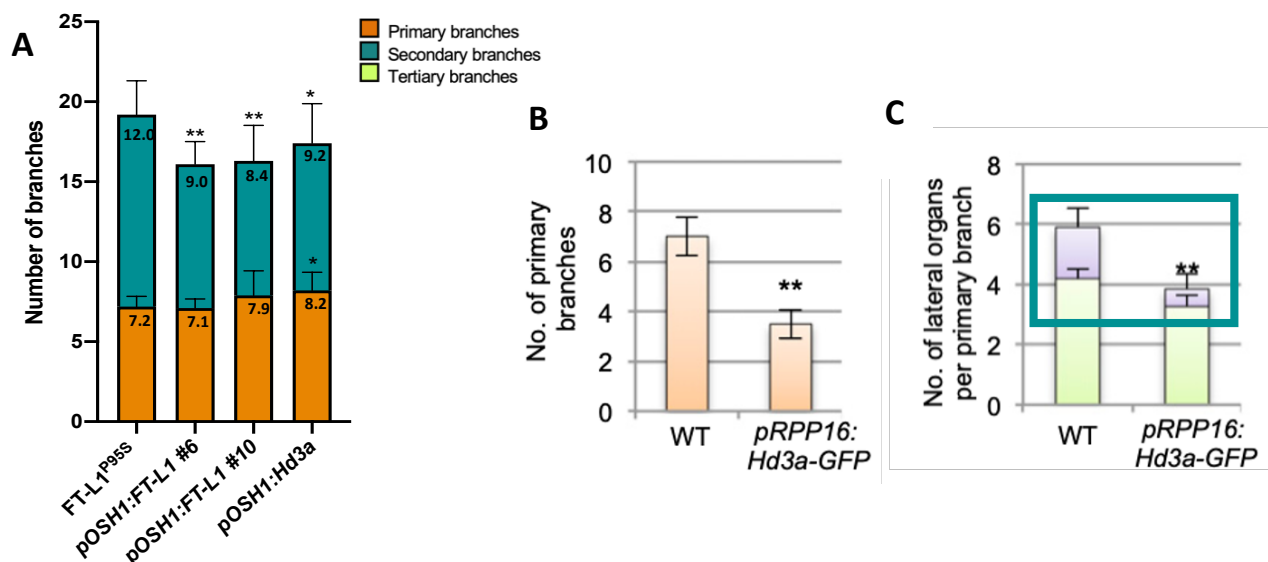 A
Number of branches
25
20
15
10
5
0
12.0
**
9.0
**
8.4
*
9.2
*
7.2
7.1
7.9
8.2
FT-L1P95S
pOSH1:FT-L1 #6
pOSH1:FT-L1 #10
pOSH1:Hd3a
Primary branches
Secondary branches
Tertiary branches
B
No. of primary
branches
10
8
6
4
2
0
**
WT
pRPP16:
Hd3a-GFP
C
No. of lateral organs
per primary branch
8
6
4
2
0
**
WT
pRPP16:
Hd3a-GFP